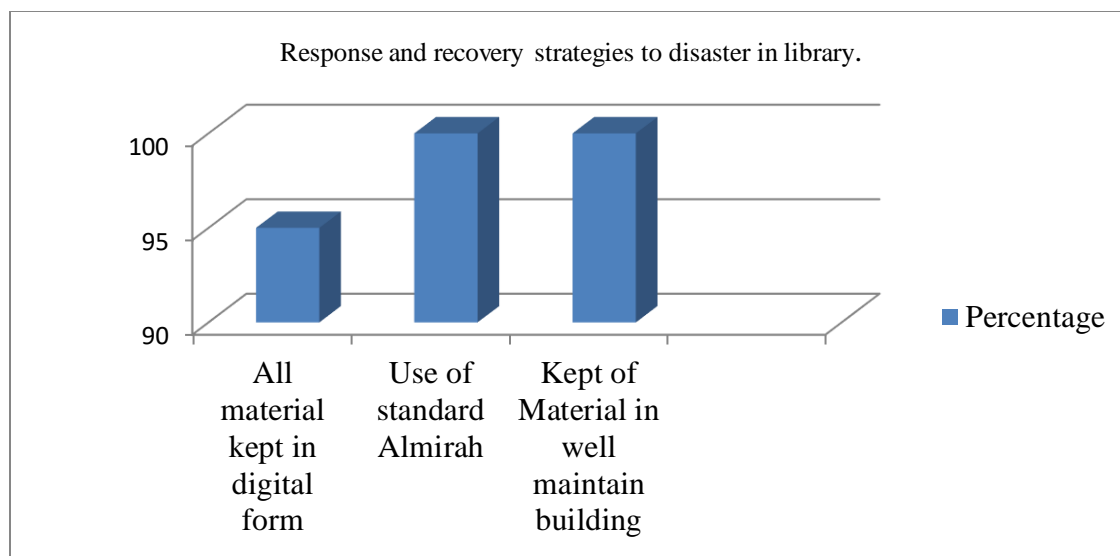 Response and recovery strategies to disaster in library.
100
95
90
All
material
kept in
digital
form
Use of
standard
Almirah
Kept of
Material in
well
maintain
building
Percentage